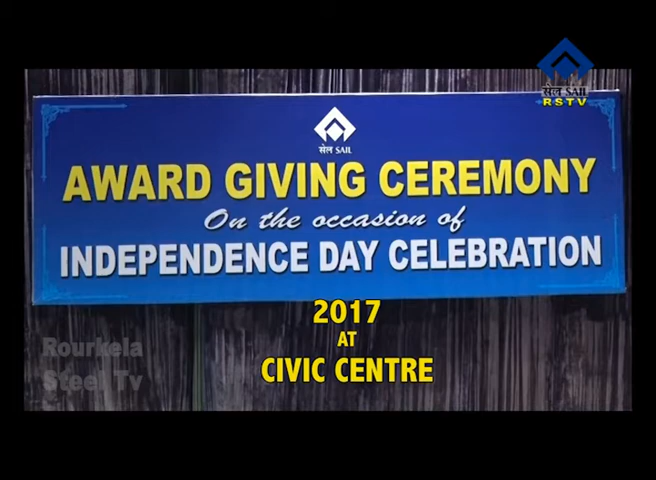 सेल SAIL
RSTV
सेल SAIL
AWARD GIVING CEREMONY
On the occasion of
INDEPENDENCE DAY CELEBRATION
2017
AT
CIVIC CENTRE
Rourkela
Steel Tv